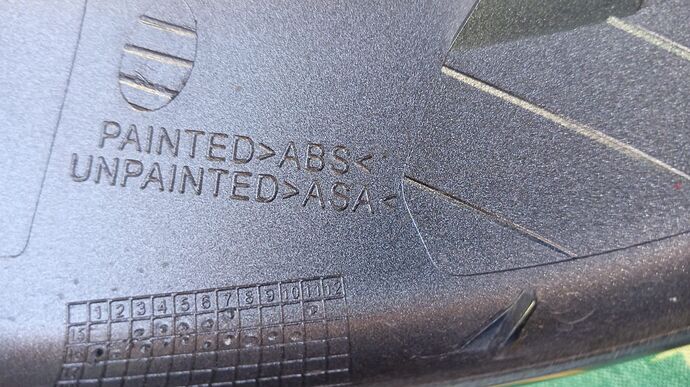 PAINTED>ABS<
UNPAINTED>ASA<
1 2 3 4 5 6 7 8 9 10 11 12